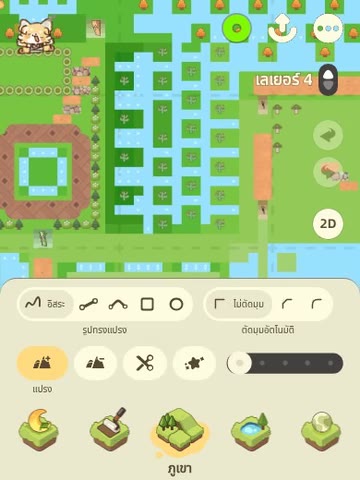 เลเยอร์ 4
2D
อิสระ
ไม่ตัดมุม
รูปทรงแปรง
ตัดมุมอัตโนมัติ
แปรง
ภูเขา